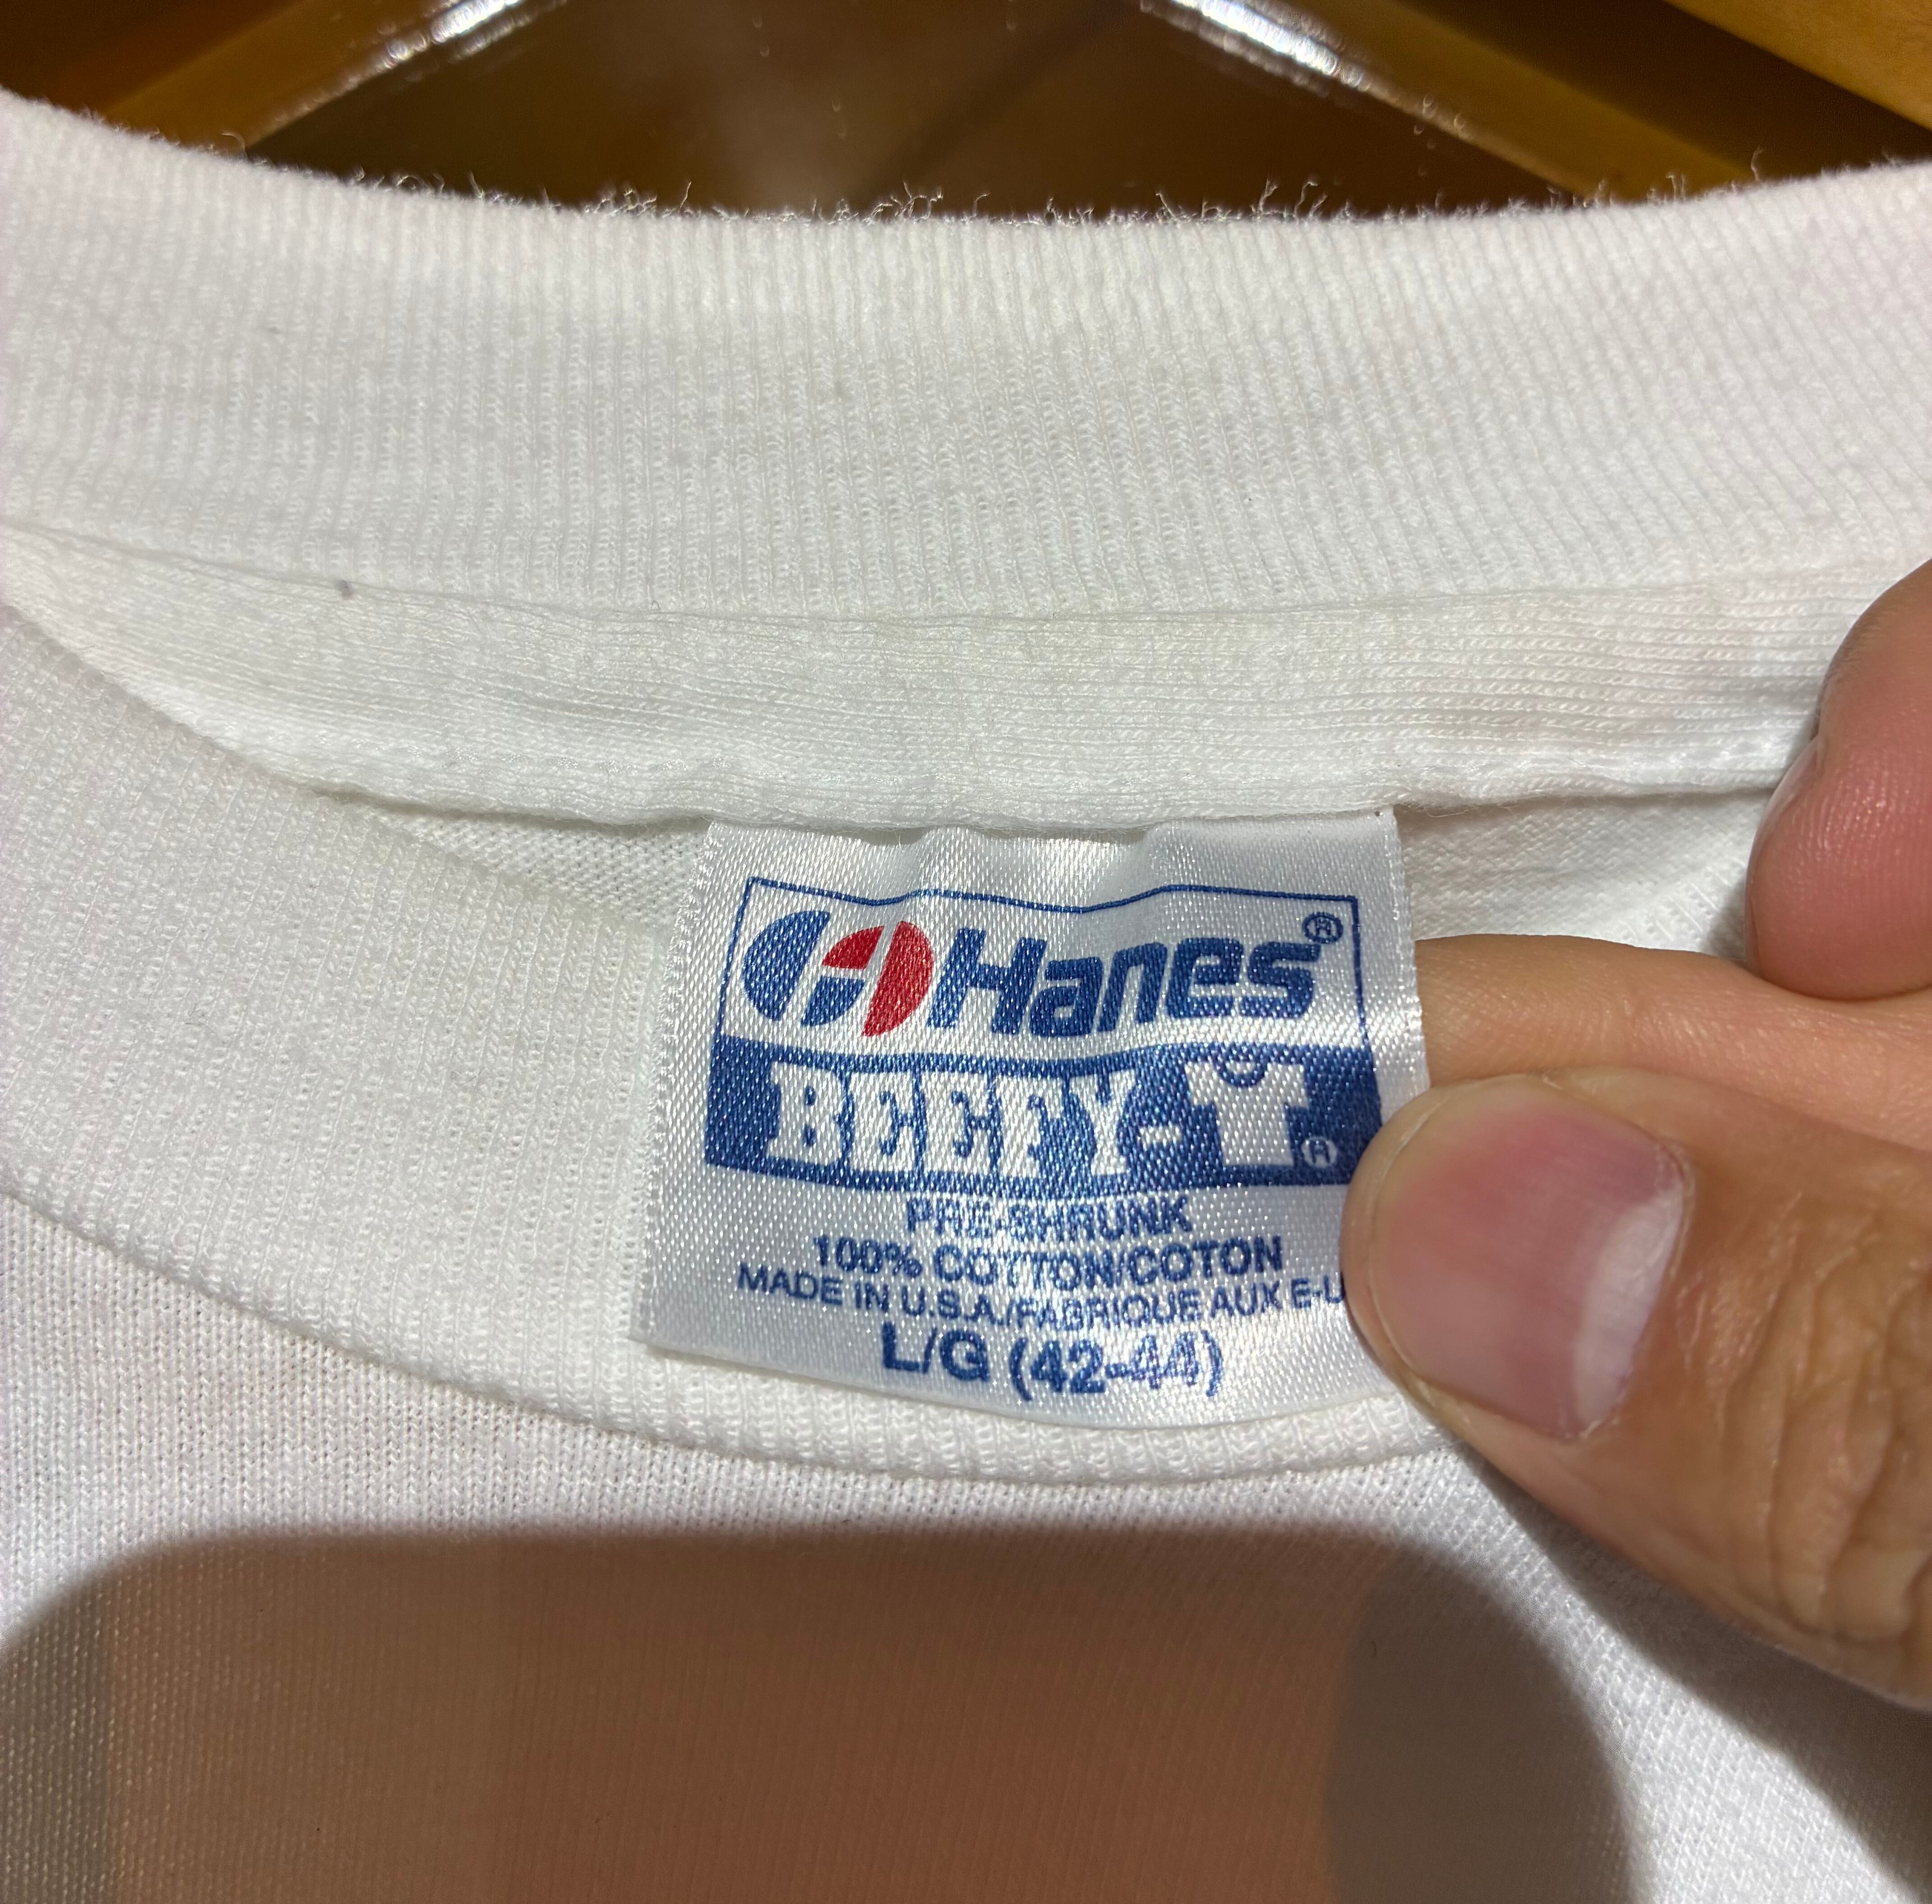 Hanes®
BEEFY-T®
PRE-SHRUNK
100% COTTON/COTON
MADE IN U.S.A./FABRIQUE AUX E-U
L/G (42-44)